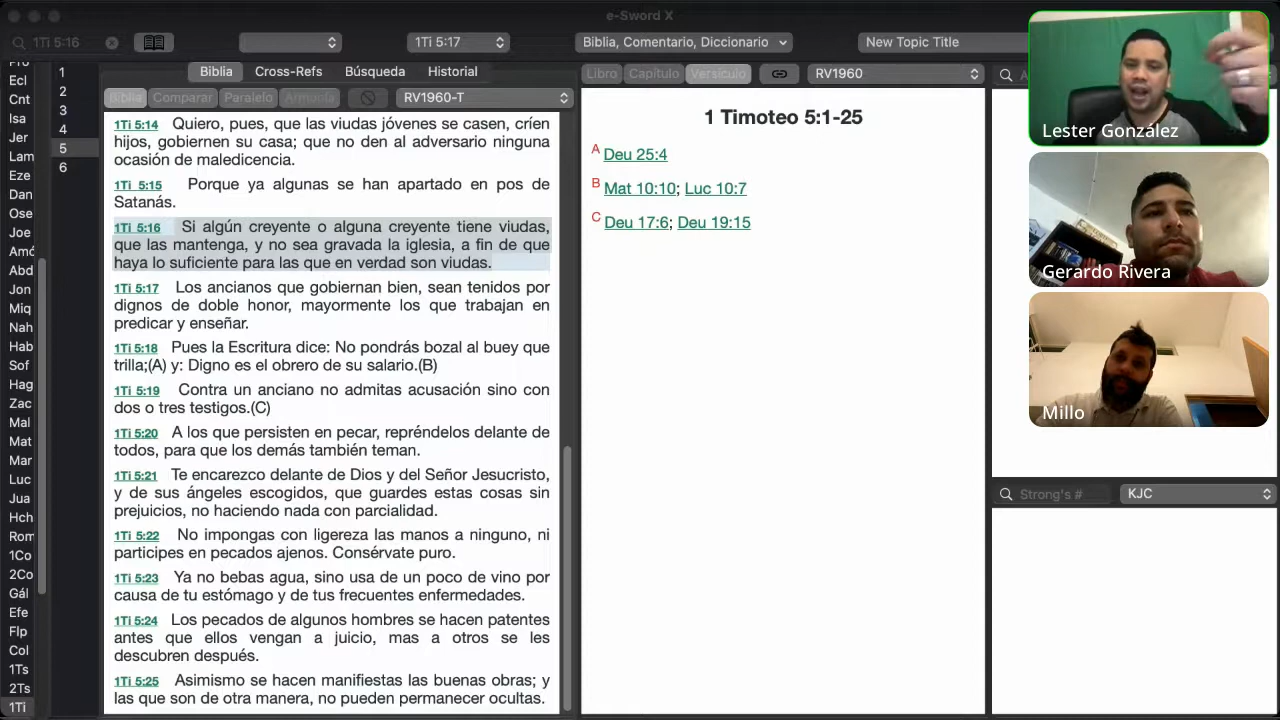 e-Sword X
1Ti 5:16
1Ti 5:17
Biblia, Comentario, Diccionario
New Topic Title
Biblia
Cross-Refs
Búsqueda
Historial
Biblia
Comparar
Paralelo
Armonía
RV1960-T
Libro
Capítulo
Versículo
RV1960
Ecl
Cnt
Isa
Jer
Lam
Eze
Dan
Ose
Joe
Abd
Jon
Miq
Nah
Hab
Sof
Hag
Zac
Mal
Mat
Mar
Luc
Jua
Hch
Rom
1Co
2Co
Gál
Efe
Flp
Col
1Ts
2Ts
1Ti
1
2
3
4
5
6
1Ti 5:14 Quiero, pues, que las viudas jóvenes se casen, críen
hijos, gobiernen su casa; que no den al adversario ninguna
ocasión de maledicencia.
1Ti 5:15 Porque ya algunas se han apartado en pos de
Satanás.
1Ti 5:16 Si algún creyente o alguna creyente tiene viudas,
que las mantenga, y no sea gravada la iglesia, a fin de que
haya lo suficiente para las que en verdad son viudas.
1Ti 5:17 Los ancianos que gobiernan bien, sean tenidos por
dignos de doble honor, mayormente los que trabajan en
predicar y enseñar.
1Ti 5:18 Pues la Escritura dice: No pondrás bozal al buey que
trilla;(A) y: Digno es el obrero de su salario.(B)
1Ti 5:19 Contra un anciano no admitas acusación sino con
dos o tres testigos.(C)
1Ti 5:20 A los que persisten en pecar, repréndelos delante de
todos, para que los demás también teman.
1Ti 5:21 Te encarezco delante de Dios y del Señor Jesucristo,
y de sus ángeles escogidos, que guardes estas cosas sin
prejuicios, no haciendo nada con parcialidad.
1Ti 5:22 No impongas con ligereza las manos a ninguno, ni
participes en pecados ajenos. Consérvate puro.
1Ti 5:23 Ya no bebas agua, sino usa de un poco de vino por
causa de tu estómago y de tus frecuentes enfermedades.
1Ti 5:24 Los pecados de algunos hombres se hacen patentes
antes que ellos vengan a juicio, mas a otros se les
descubren después.
1Ti 5:25 Asimismo se hacen manifiestas las buenas obras; y
las que son de otra manera, no pueden permanecer ocultas.
1 Timoteo 5:1-25
A Deu 25:4
B Mat 10:10; Luc 10:7
C Deu 17:6; Deu 19:15
Lester González
Gerardo Rivera
Millo
Strong's #
KJC